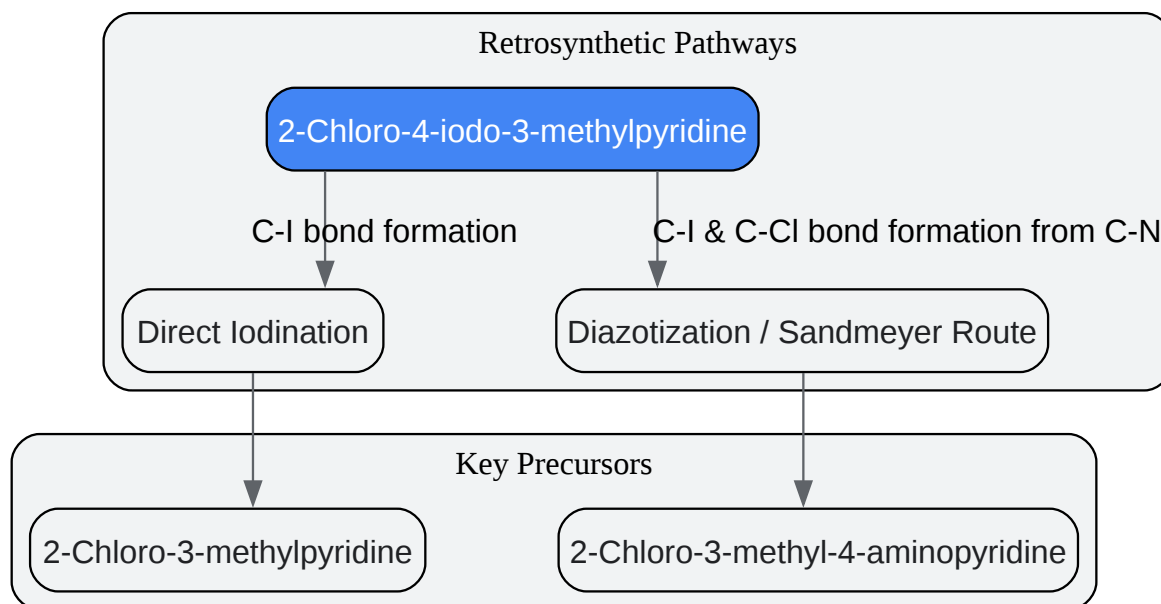 Retrosynthetic Pathways
2-Chloro-4-iodo-3-methylpyridine
C-I bond formation
C-I & C-Cl bond formation from C-N
Direct Iodination
Diazotization / Sandmeyer Route
Key Precursors
2-Chloro-3-methylpyridine
2-Chloro-3-methyl-4-aminopyridine